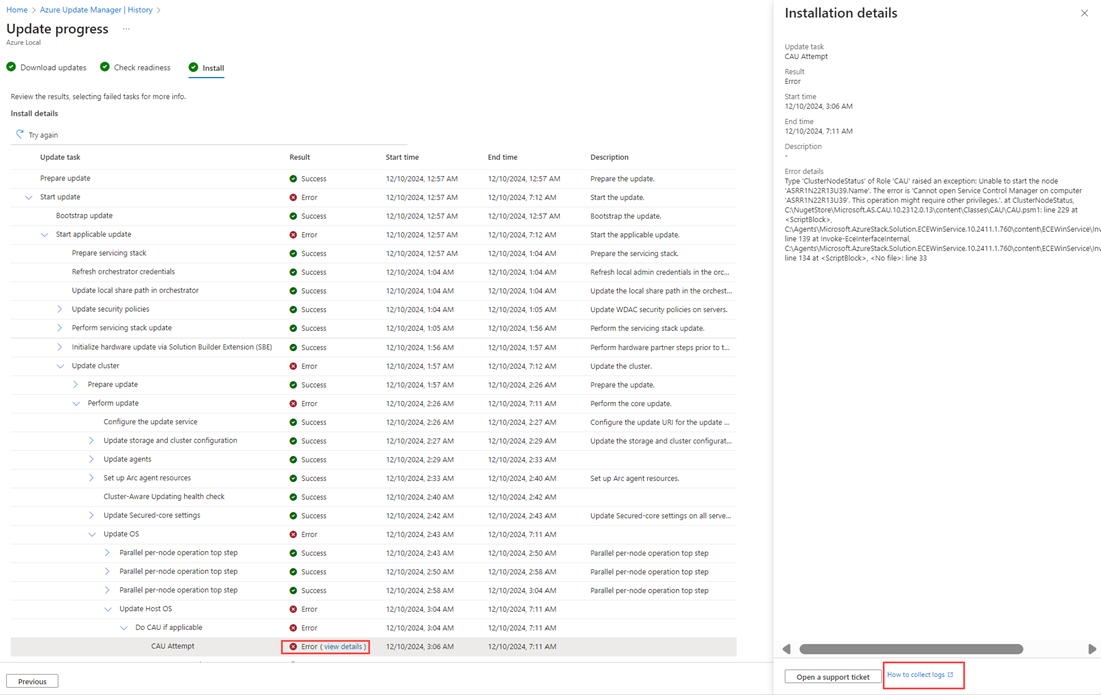 Home > Azure Update Manager | History >
Update progress ...
Azure Local
Download updates Check readiness Install
Review the results, selecting failed tasks for more info.
Install details
Try again
Update task Result Start time End time Description
Prepare update Success 12/10/2024, 12:57 AM 12/10/2024, 12:57 AM Prepare the update.
Start update Error 12/10/2024, 12:57 AM 12/10/2024, 7:12 AM Start the update.
Bootstrap update Success 12/10/2024, 12:57 AM 12/10/2024, 12:57 AM Bootstrap the update.
Start applicable update Error 12/10/2024, 12:57 AM 12/10/2024, 7:12 AM Start the applicable update.
Prepare servicing stack Success 12/10/2024, 12:57 AM 12/10/2024, 1:04 AM Prepare the servicing stack.
Refresh orchestrator credentials Success 12/10/2024, 1:04 AM 12/10/2024, 1:04 AM Refresh local admin credentials in the orc...
Update local share path in orchestrator Success 12/10/2024, 1:04 AM 12/10/2024, 1:04 AM Update the local share path in the orchest...
Update security policies Success 12/10/2024, 1:04 AM 12/10/2024, 1:05 AM Update WDAC security policies on servers.
Perform servicing stack update Success 12/10/2024, 1:05 AM 12/10/2024, 1:56 AM Perform the servicing stack update.
Initialize hardware update via Solution Builder Extension (SBE) Success 12/10/2024, 1:56 AM 12/10/2024, 1:57 AM Perform hardware partner steps prior to t...
Update cluster Error 12/10/2024, 1:57 AM 12/10/2024, 7:12 AM Update the cluster.
Prepare update Success 12/10/2024, 1:57 AM 12/10/2024, 2:26 AM Prepare the update.
Perform update Error 12/10/2024, 2:26 AM 12/10/2024, 7:11 AM Perform the core update.
Configure the update service Success 12/10/2024, 2:26 AM 12/10/2024, 2:27 AM Configure the update URI for the update ...
Update storage and cluster configuration Success 12/10/2024, 2:27 AM 12/10/2024, 2:29 AM Update the storage and cluster configurat...
Update agents Success 12/10/2024, 2:29 AM 12/10/2024, 2:33 AM
Set up Arc agent resources Success 12/10/2024, 2:33 AM 12/10/2024, 2:40 AM Set up Arc agent resources.
Cluster-Aware Updating health check Success 12/10/2024, 2:40 AM 12/10/2024, 2:42 AM
Update Secured-core settings Success 12/10/2024, 2:42 AM 12/10/2024, 2:43 AM Update Secured-core settings on all serve...
Update OS Error 12/10/2024, 2:43 AM 12/10/2024, 7:11 AM
Parallel per-node operation top step Success 12/10/2024, 2:43 AM 12/10/2024, 2:50 AM Parallel per-node operation top step
Parallel per-node operation top step Success 12/10/2024, 2:50 AM 12/10/2024, 2:58 AM Parallel per-node operation top step
Parallel per-node operation top step Success 12/10/2024, 2:58 AM 12/10/2024, 3:04 AM Parallel per-node operation top step
Update Host OS Error 12/10/2024, 3:04 AM 12/10/2024, 7:11 AM
Do CAU if applicable Error 12/10/2024, 3:04 AM 12/10/2024, 7:11 AM
CAU Attempt Error ( view details ) 12/10/2024, 3:06 AM 12/10/2024, 7:11 AM
Previous
Installation details
Update task
CAU Attempt
Result
Error
Start time
12/10/2024, 3:06 AM
End time
12/10/2024, 7:11 AM
Description
-
Error details
Type 'ClusterNodeStatus' of Role 'CAU' raised an exception: Unable to start the node
'ASRR1N22R13U39'.Name'. The error is 'Cannot open Service Control Manager on computer
'ASRR1N22R13U39'. This operation might require other privileges.'. at ClusterNodeStatus,
C:\NugetStore\Microsoft.AS.CAU.10.2312.0.13\content\Classes\CAU\CAU.psm1: line 229 at
<ScriptBlock>,
C:\Agents\Microsoft.AzureStack.Solution.ECEWinService.10.2411.1.760\content\ECEWinService\Inv
line 139 at Invoke-EceInterfaceInternal,
C:\Agents\Microsoft.AzureStack.Solution.ECEWinService.10.2411.1.760\content\ECEWinService\Inv
line 134 at <ScriptBlock>, <No file>: line 33
Open a support ticket How to collect logs